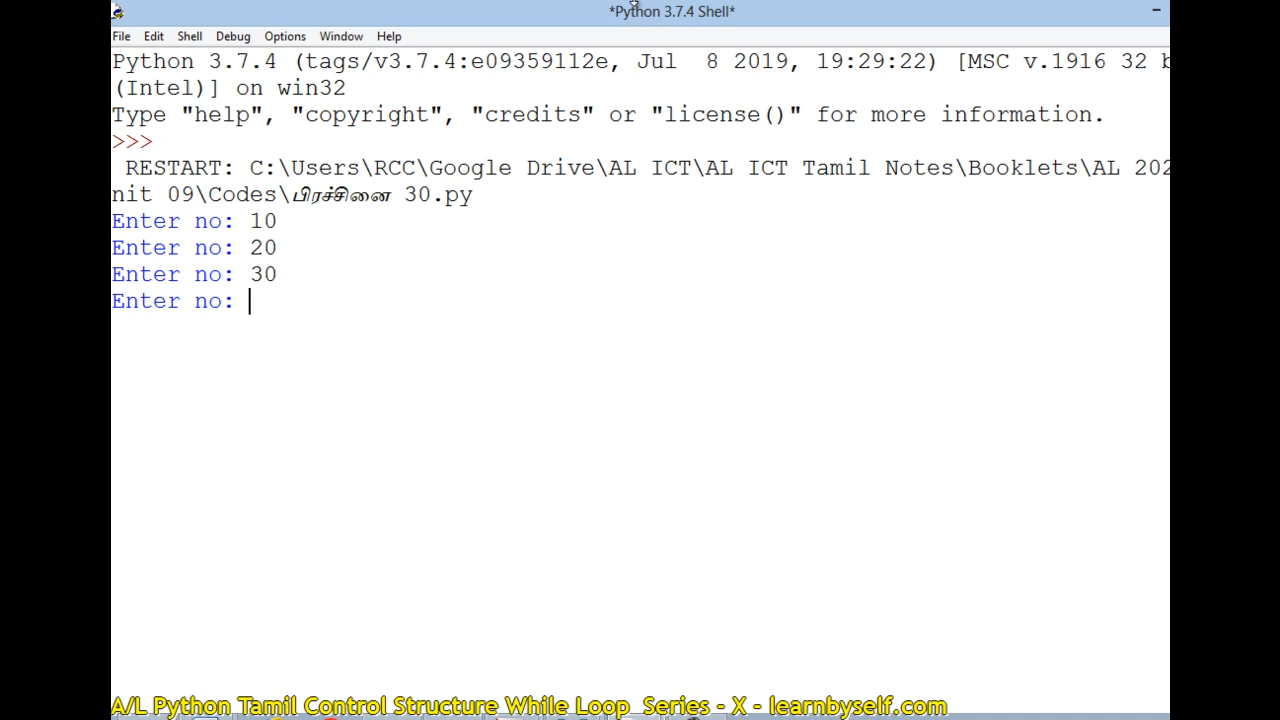 *Python 3.7.4 Shell*
File Edit Shell Debug Options Window Help
Python 3.7.4 (tags/v3.7.4:e09359112e, Jul  8 2019, 19:29:22) [MSC v.1916 32 b
(Intel)] on win32
Type "help", "copyright", "credits" or "license()" for more information.
>>>
 RESTART: C:\Users\RCC\Google Drive\AL ICT\AL ICT Tamil Notes\Booklets\AL 202
nit 09\Codes\பிரச்சினை 30.py
Enter no: 10
Enter no: 20
Enter no: 30
Enter no:
A/L Python Tamil Control Structure While Loop  Series - X - learnbyself.com